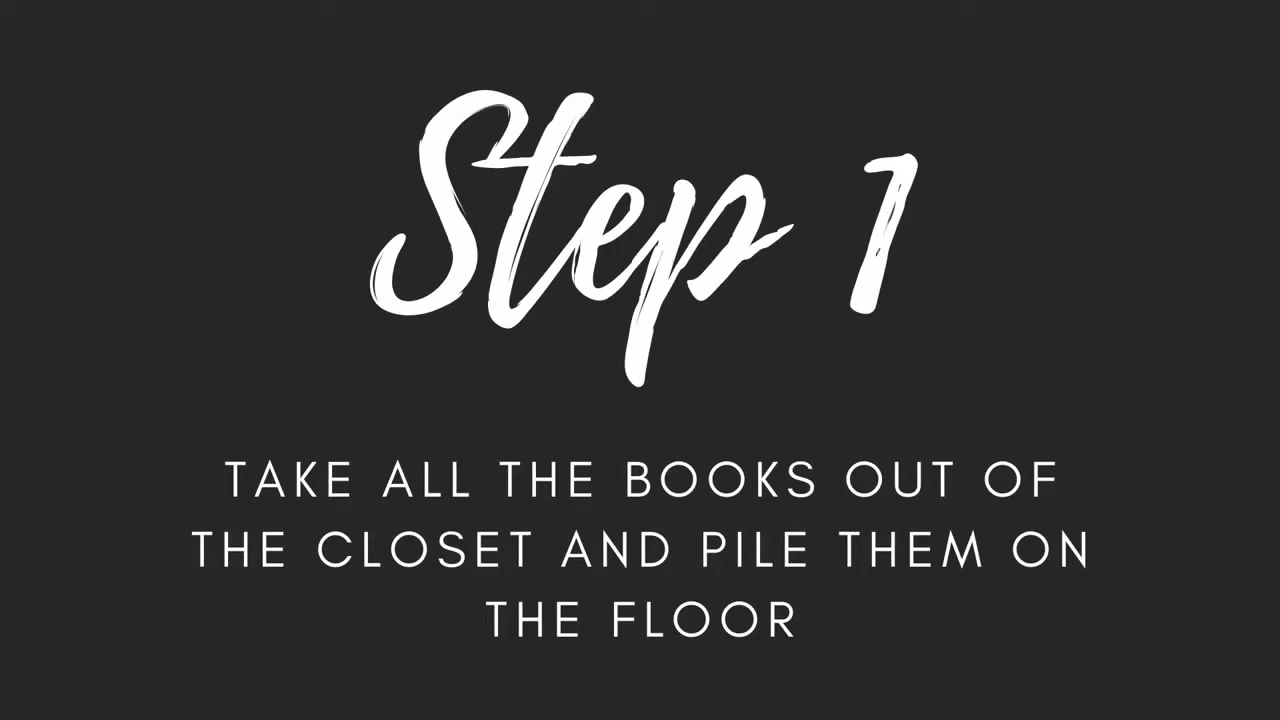 Step 1
TAKE ALL THE BOOKS OUT OF
THE CLOSET AND PILE THEM ON
THE FLOOR